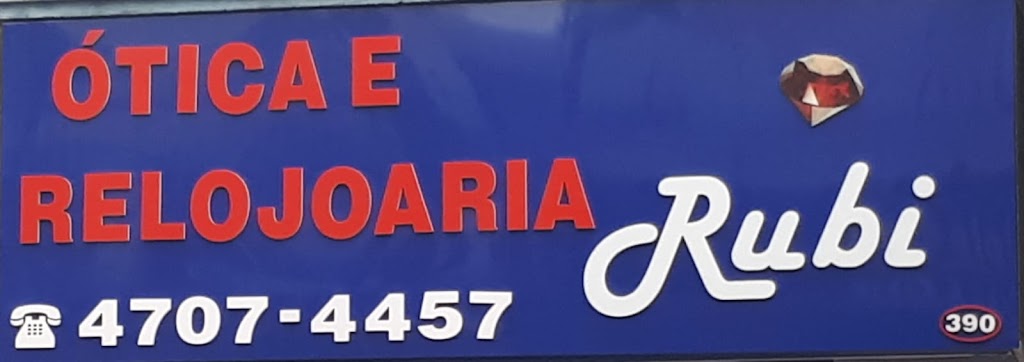 ÓTICA E
RELOJOARIA
Rubi
4707-4457
390